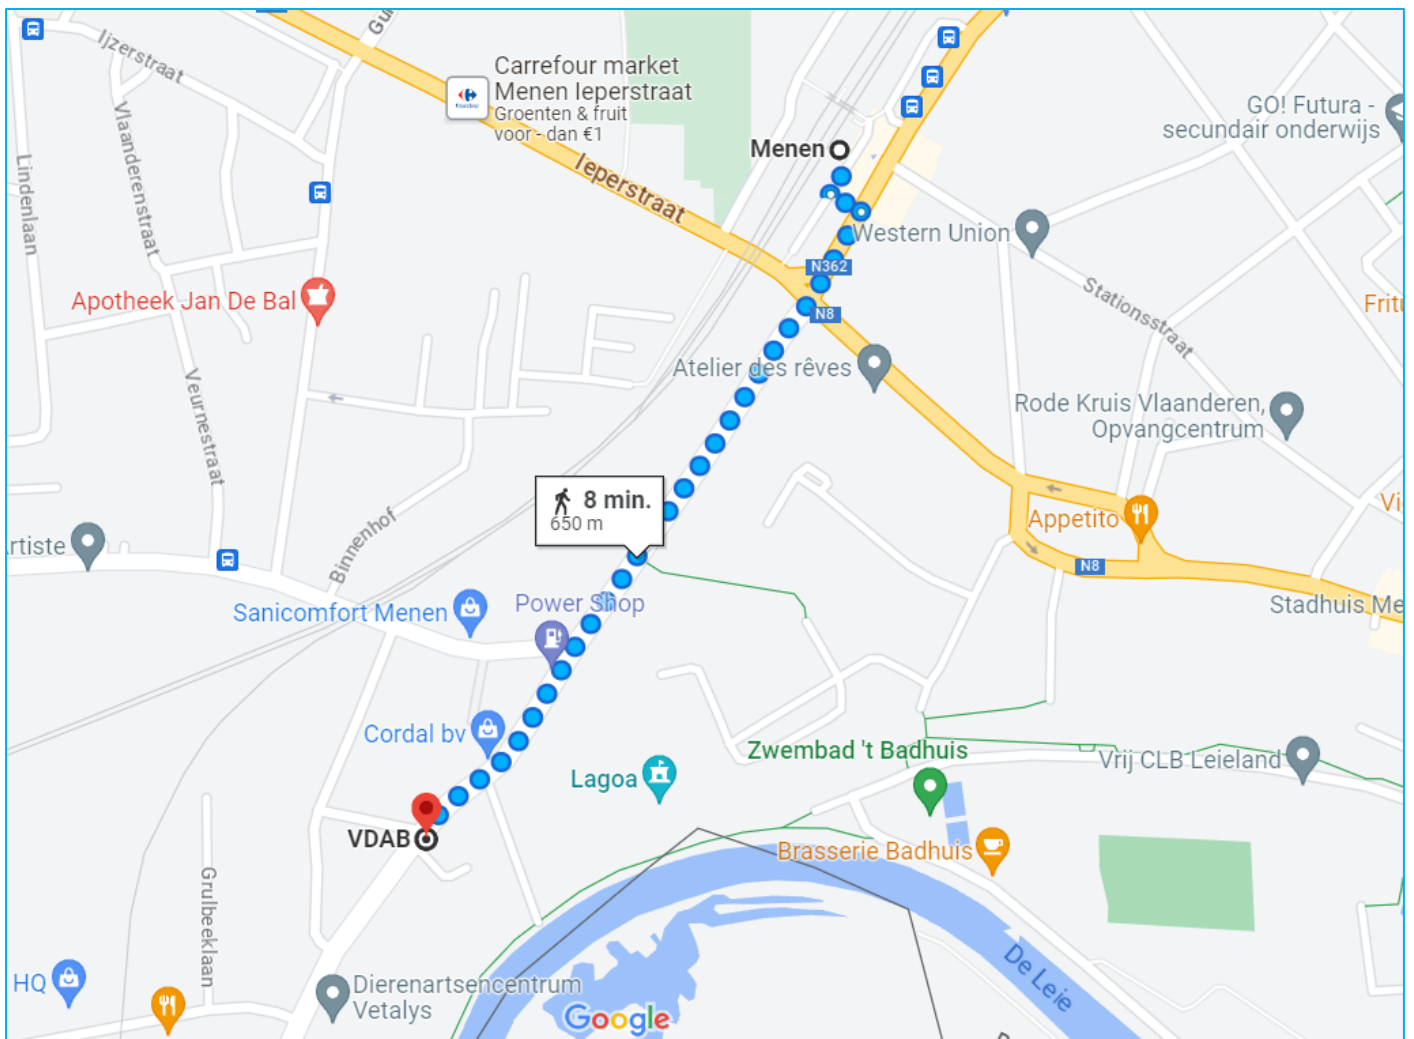 Ijzerstraat
Carrefour market
Menen Ieperstraat
Groenten & fruit
voor - dan €1
Ieperstraat
Menen
GO! Futura -
secundair onderwijs
Lindenlaan
Vlaanderenstraat
Western Union
N362
N8
Stationsstraat
Apotheek Jan De Bal
Atelier des rêves
Veurnestraat
Rode Kruis Vlaanderen,
Opvangcentrum
8 min.
650 m
Appetito
N8
Binnenhof
Sanicomfort Menen
Power Shop
Cordal bv
Lagoa
Zwembad 't Badhuis
Vrij CLB Leieland
VDAB
Brasserie Badhuis
Grulbeeklaan
HQ
Dierenartsencentrum
Vetalys
Google
De Leie
Stadhuis Me